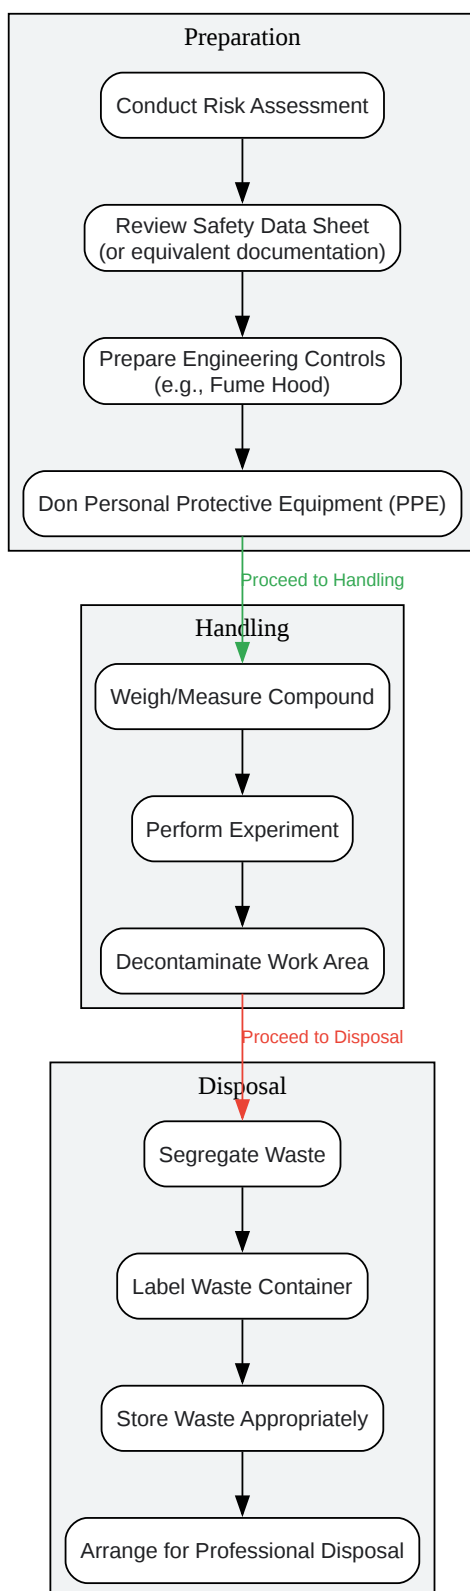 Preparation
Conduct Risk Assessment
Review Safety Data Sheet
(or equivalent documentation)
Prepare Engineering Controls
(e.g., Fume Hood)
Don Personal Protective Equipment (PPE)
Proceed to Handling
Handling
Weigh/Measure Compound
Perform Experiment
Decontaminate Work Area
Proceed to Disposal
Disposal
Segregate Waste
Label Waste Container
Store Waste Appropriately
Arrange for Professional Disposal